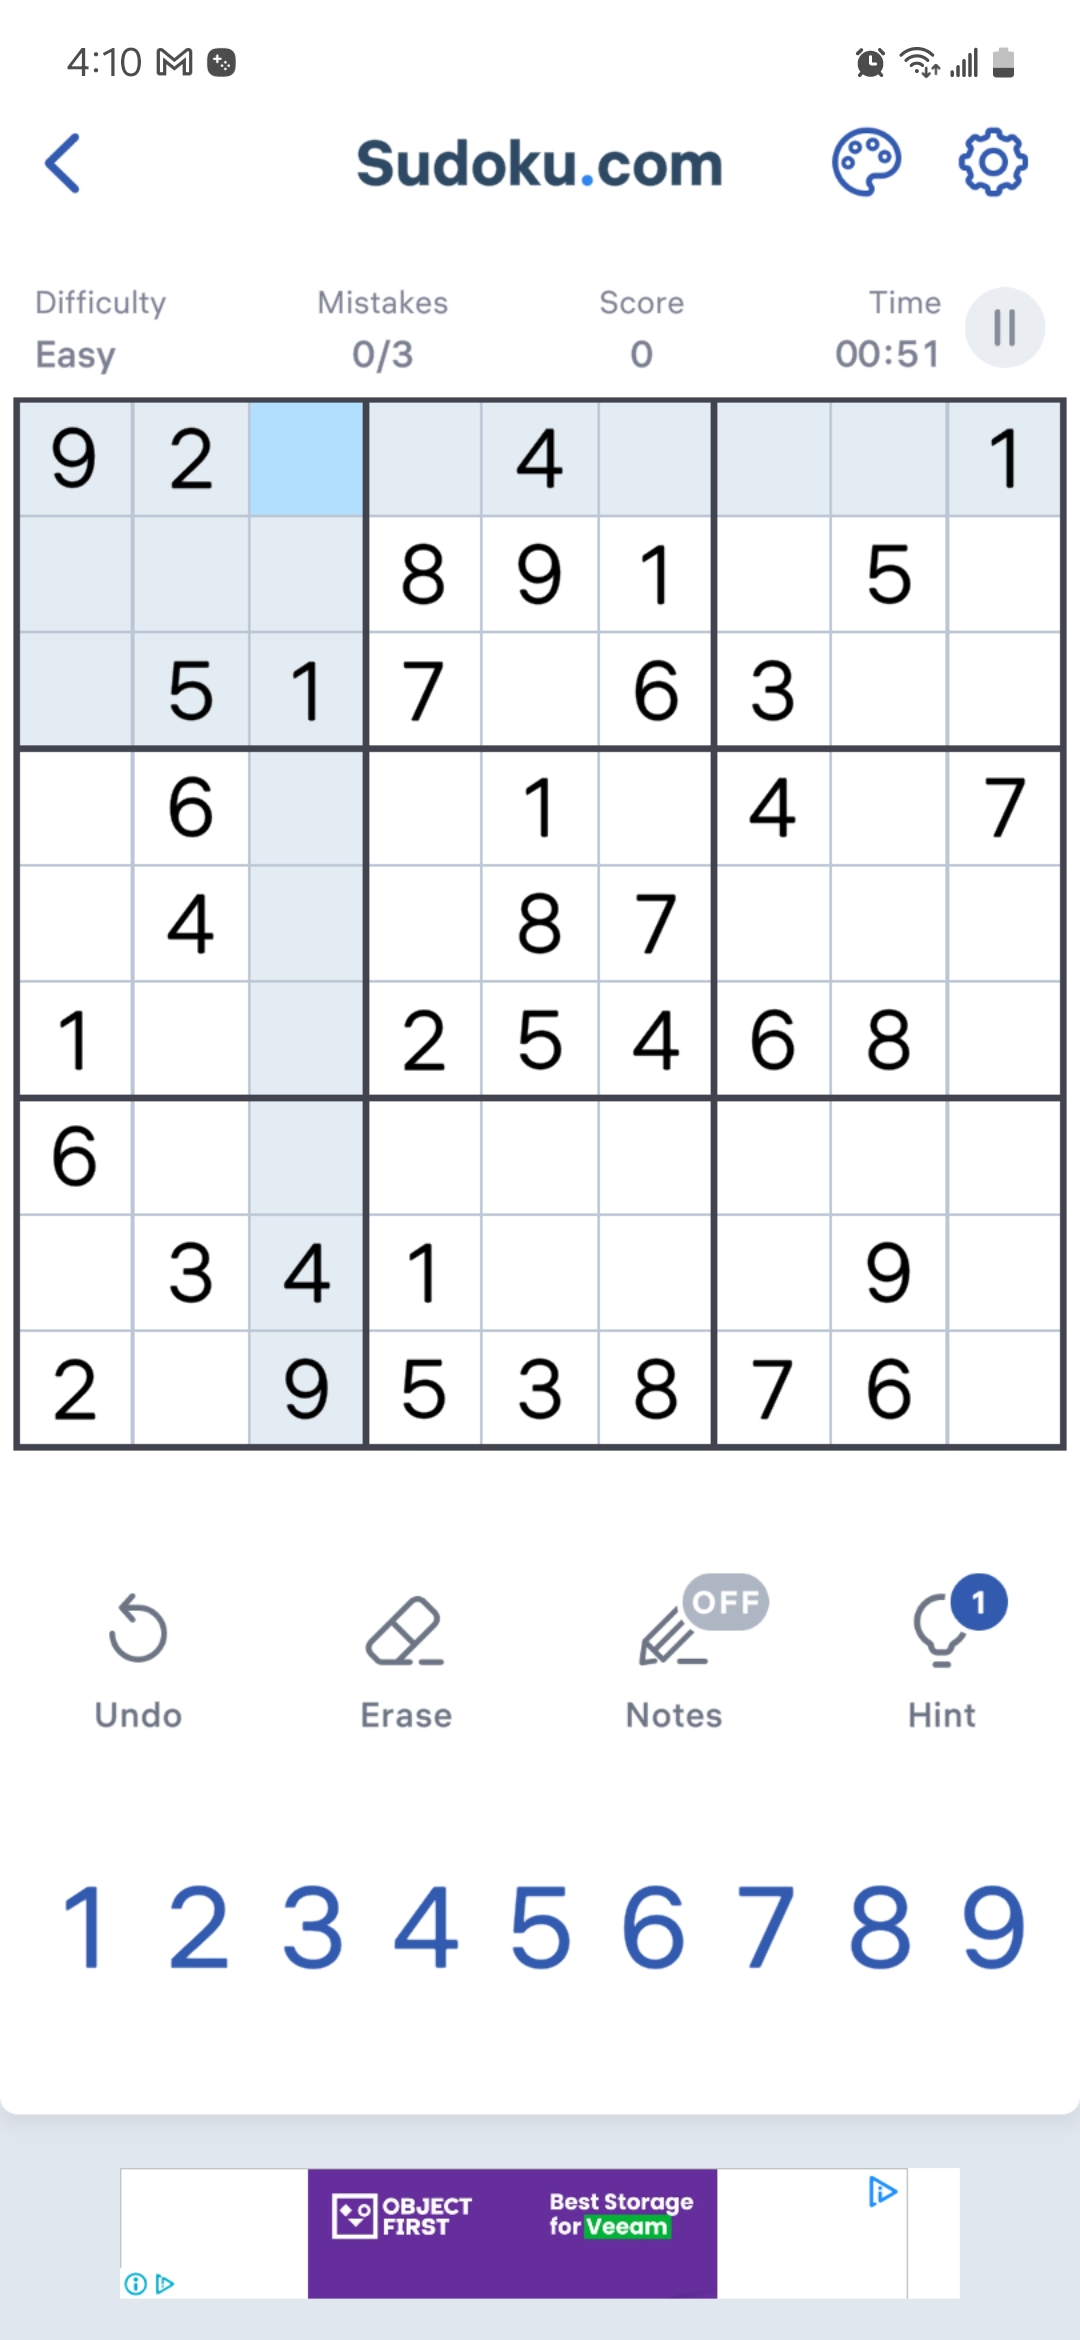 4:10
Sudoku.com
Difficulty Mistakes Score Time
Easy 0/3 0 00:51
9 2 4 1
8 9 1 5
5 1 7 6 3
6 1 4 7
4 8 7
1 2 5 4 6 8
6
3 4 1 9
2 9 5 3 8 7 6
OFF 1
Undo Erase Notes Hint
1 2 3 4 5 6 7 8 9
OBJECT
FIRST
Best Storage
for Veeam